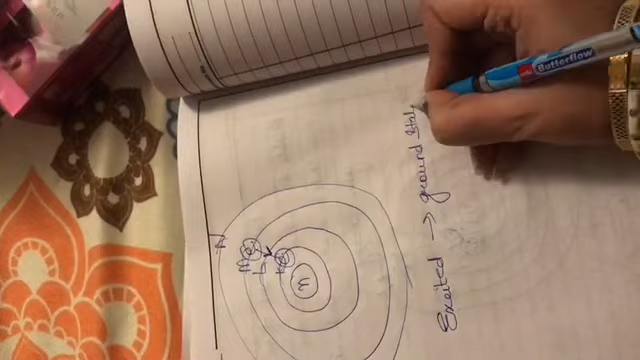 N
M
L
K
n
Excited → ground Stat
Butterflow